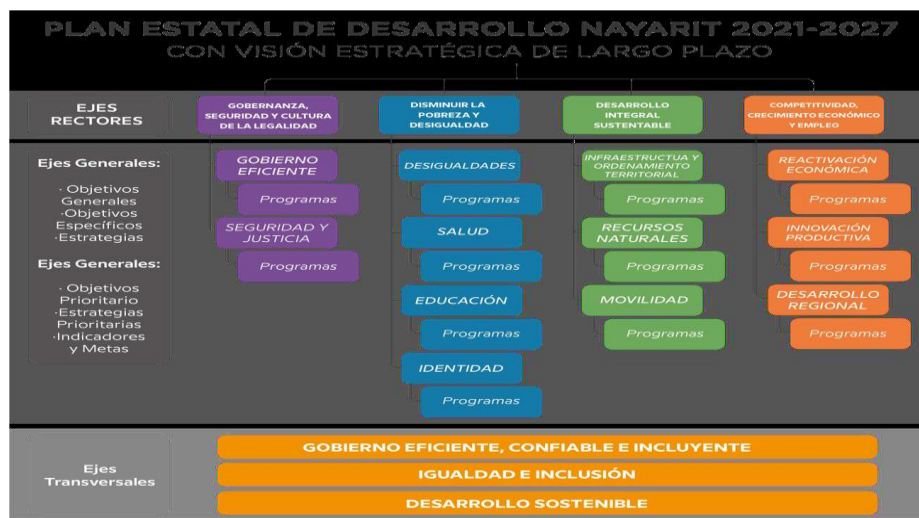 PLAN ESTATAL DE DESARROLLO NAYARIT 2021-2027
CON VISIÓN ESTRATÉGICA DE LARGO PLAZO
EJES
RECTORES
GOBERNANZA,
SEGURIDAD Y CULTURA
DE LA LEGALIDAD
DISMINUIR LA
POBREZA Y
DESIGUALDAD
DESARROLLO
INTEGRAL
SUSTENTABLE
COMPETITIVIDAD,
CRECIMIENTO ECONÓMICO
Y EMPLEO
Ejes Generales:
· Objetivos
Generales
·Objetivos
Específicos
·Estrategias
Ejes Generales:
· Objetivos
Prioritario
·Estrategias
Prioritarias
·Indicadores
y Metas
GOBIERNO
EFICIENTE
Programas
SEGURIDAD Y
JUSTICIA
Programas
DESIGUALDADES
Programas
SALUD
Programas
EDUCACIÓN
Programas
IDENTIDAD
Programas
INFRAESTRUCTUA Y
ORDENAMIENTO
TERRITORIAL
Programas
RECURSOS
NATURALES
Programas
MOVILIDAD
Programas
REACTIVACIÓN
ECONÓMICA
Programas
INNOVACIÓN
PRODUCTIVA
Programas
DESARROLLO
REGIONAL
Programas
Ejes
Transversales
GOBIERNO EFICIENTE, CONFIABLE E INCLUYENTE
IGUALDAD E INCLUSIÓN
DESARROLLO SOSTENIBLE